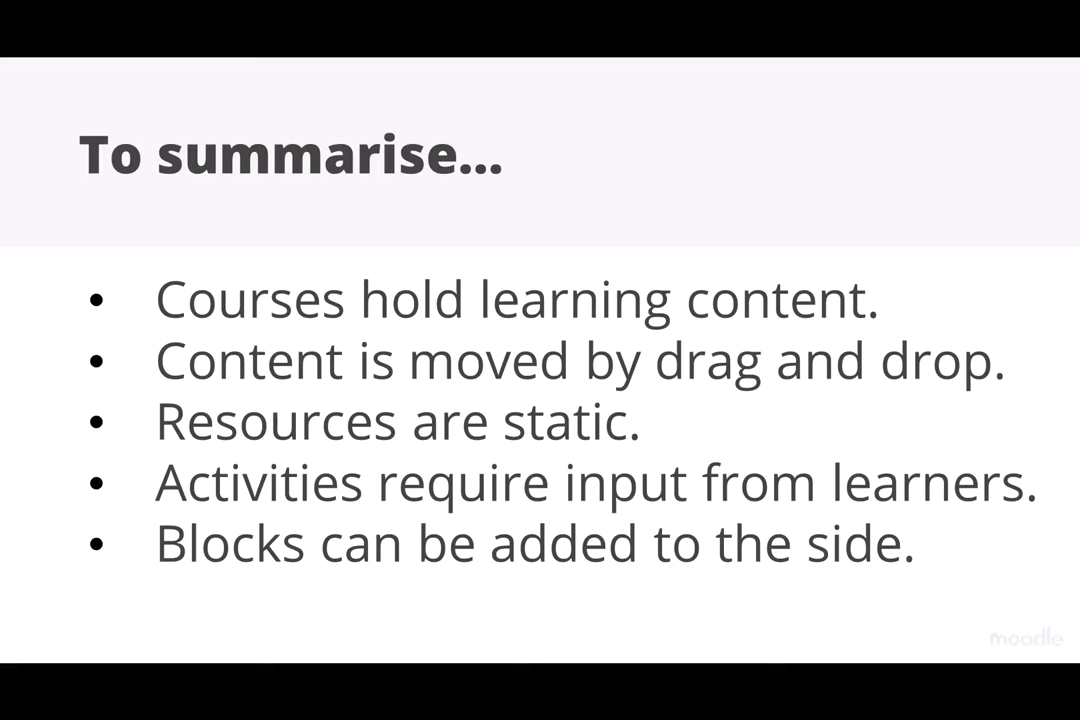 To summarise...
• Courses hold learning content.
• Content is moved by drag and drop.
• Resources are static.
• Activities require input from learners.
• Blocks can be added to the side.
moodle